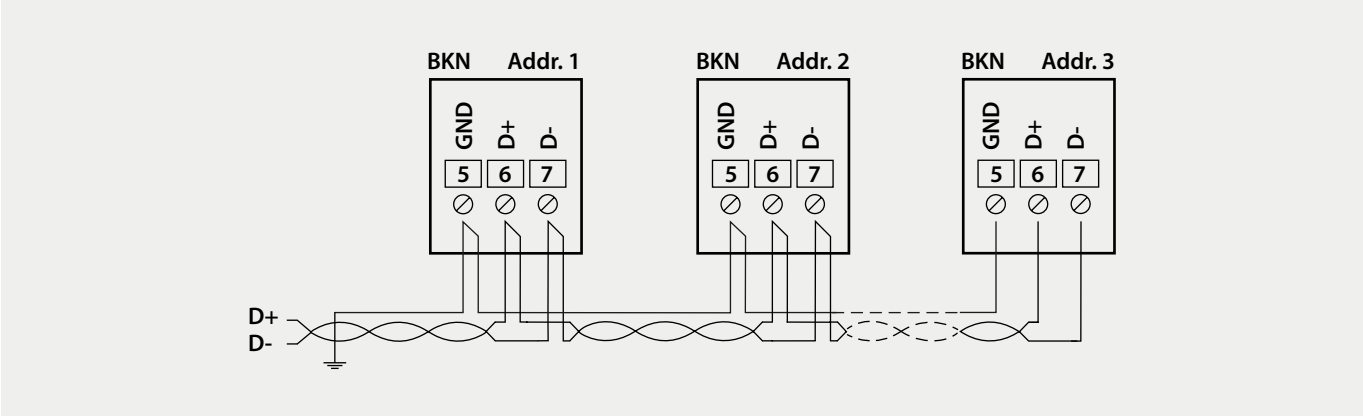 BKN Addr. 1 BKN Addr. 2 BKN Addr. 3
GND D+ D- GND D+ D- GND D+ D-
5 6 7 5 6 7 5 6 7
D+
D-